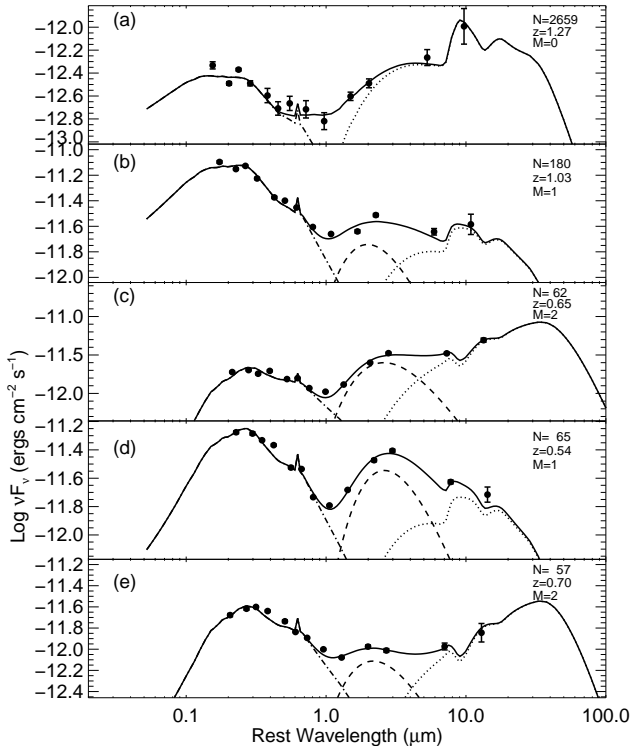 (a)
N=2659
z=1.27
M=0
-12.0
-12.2
-12.4
-12.6
-12.8
-13.0
(b)
N=180
z=1.03
M=1
-11.0
-11.2
-11.4
-11.6
-11.8
-12.0
(c)
N= 62
z=0.65
M=2
-11.0
-11.5
-12.0
(d)
N= 65
z=0.54
M=1
-11.2
-11.4
-11.6
-11.8
-12.0
(e)
N= 57
z=0.70
M=2
-11.4
-11.6
-11.8
-12.0
-12.2
-12.4
Log νFν (ergs cm-2 s-1)
0.1
1.0
10.0
100.0
Rest Wavelength (μm)